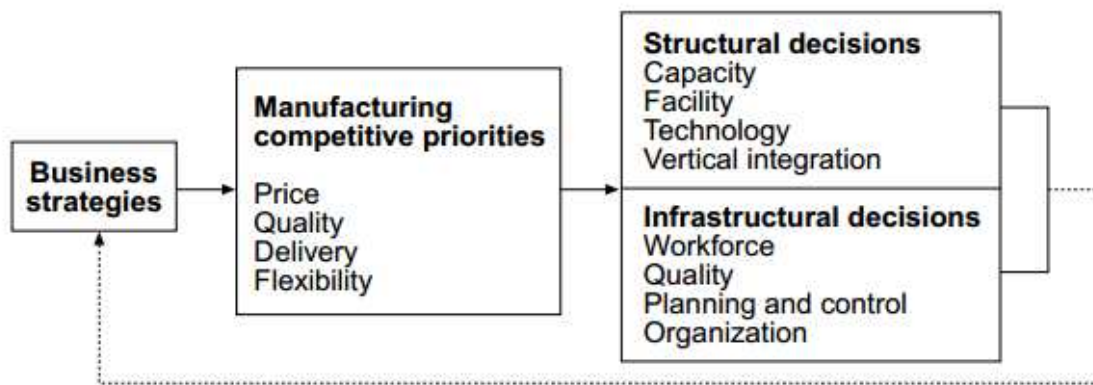 Business
strategies
Manufacturing
competitive priorities
Price
Quality
Delivery
Flexibility
Structural decisions
Capacity
Facility
Technology
Vertical integration
Infrastructural decisions
Workforce
Quality
Planning and control
Organization